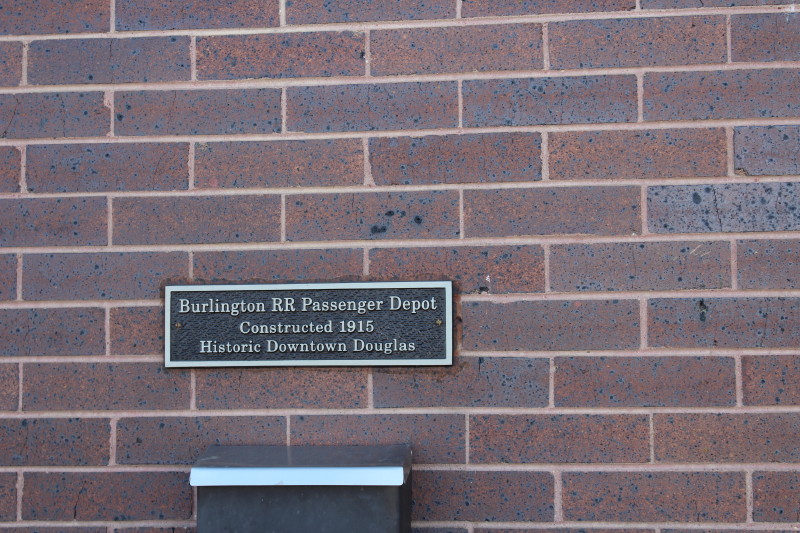 Burlington RR Passenger Depot
Constructed 1915
Historic Downtown Douglas